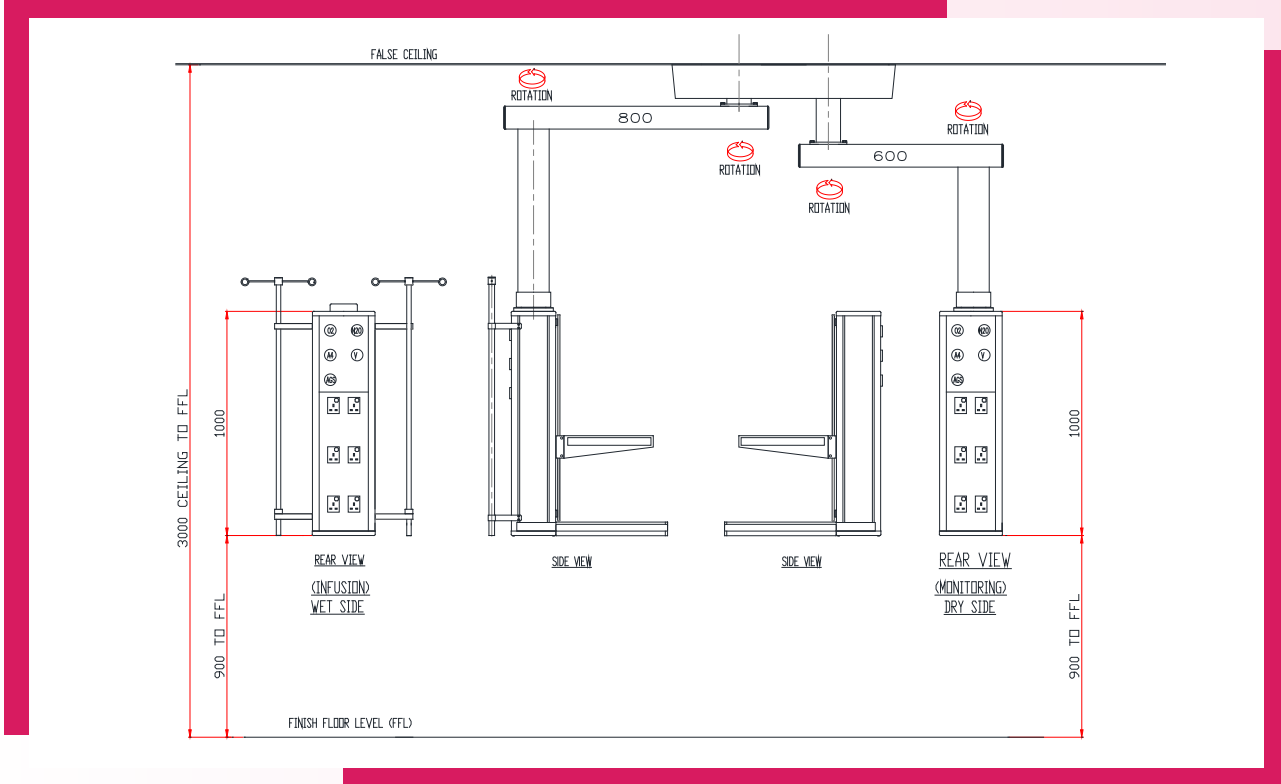 FALSE CEILING
ROTATION
800
ROTATION
ROTATION
600
ROTATION
3000 CEILING TO FFL
1000
900 TO FFL
O2
N2O
A4
V
AGS
O2
N2O
A4
V
AGS
1000
900 TO FFL
REAR VIEW
(INFUSION)
WET SIDE
SIDE VIEW
SIDE VIEW
REAR VIEW
(MONITORING)
DRY SIDE
FINISH FLOOR LEVEL (FFL)